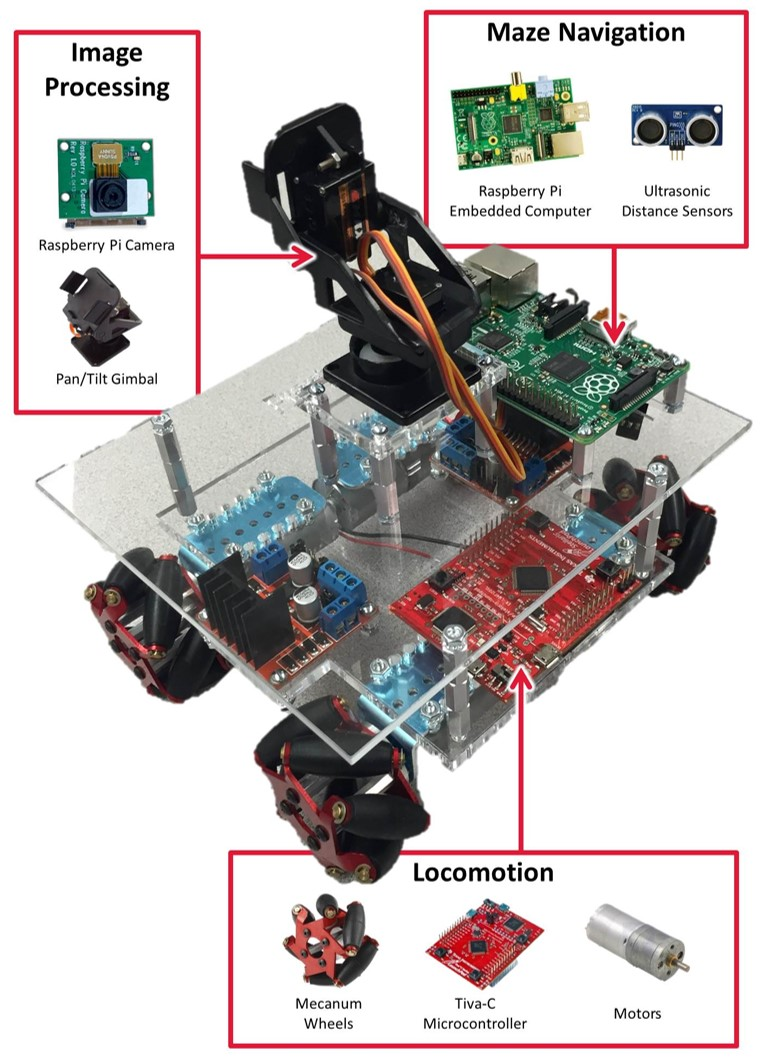 Image
Processing
Raspberry Pi Camera
Pan/Tilt Gimbal
Maze Navigation
Raspberry Pi
Embedded Computer
Ultrasonic
Distance Sensors
Locomotion
Mecanum
Wheels
Tiva-C
Microcontroller
Motors